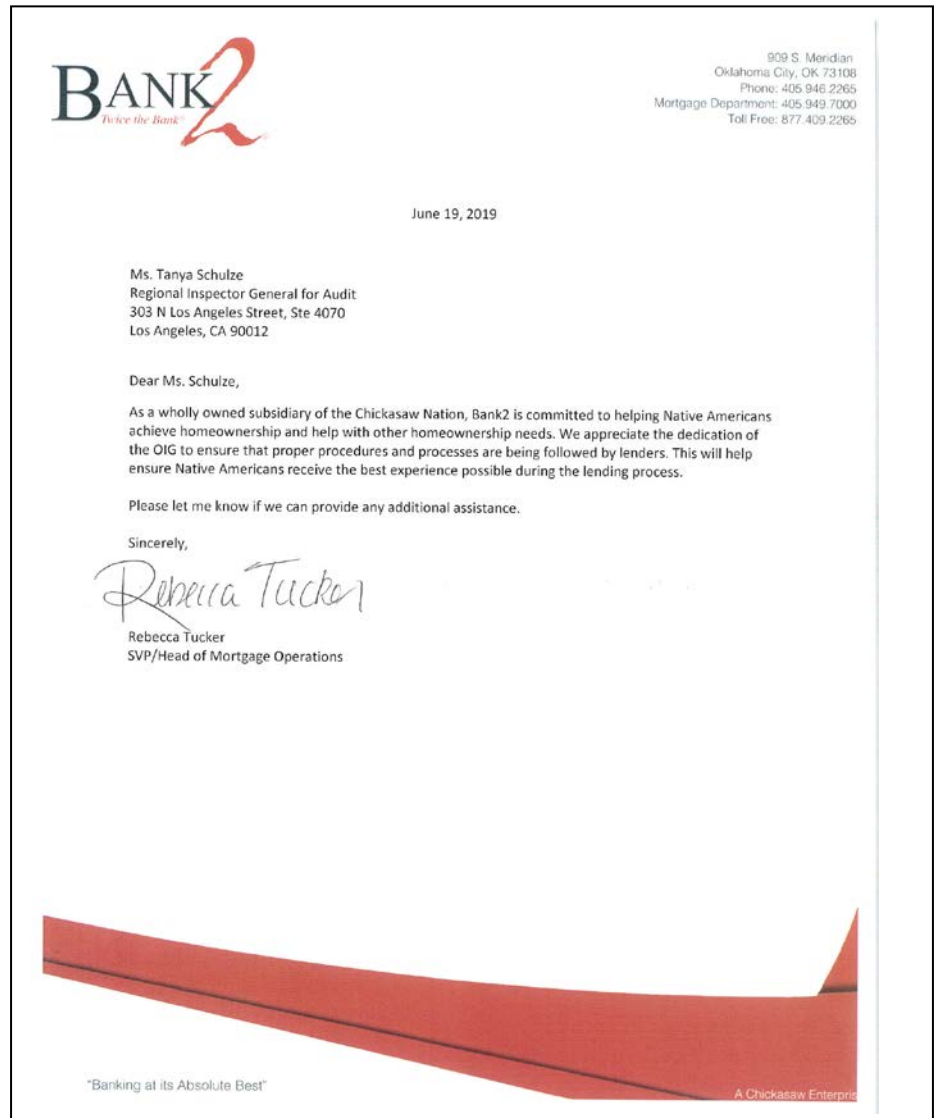 BANK2
Twice the Bank®
909 S. Meridian
Oklahoma City, OK 73108
Phone: 405.946.2265
Mortgage Department: 405.949.7000
Toll Free: 877.409.2265
June 19, 2019
Ms. Tanya Schulze
Regional Inspector General for Audit
303 N Los Angeles Street, Ste 4070
Los Angeles, CA 90012
Dear Ms. Schulze,
As a wholly owned subsidiary of the Chickasaw Nation, Bank2 is committed to helping Native Americans
achieve homeownership and help with other homeownership needs. We appreciate the dedication of
the OIG to ensure that proper procedures and processes are being followed by lenders. This will help
ensure Native Americans receive the best experience possible during the lending process.
Please let me know if we can provide any additional assistance.
Sincerely,
Rebecca Tucker
Rebecca Tucker
SVP/Head of Mortgage Operations
"Banking at its Absolute Best"
A Chickasaw Enterpris